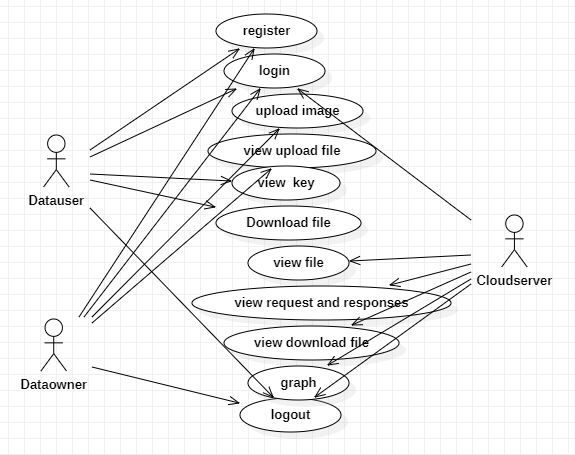 register
login
upload image
view upload file
view  key
Datauser
Download file
view file
Cloudserver
view request and responses
view download file
Dataowner
graph
logout